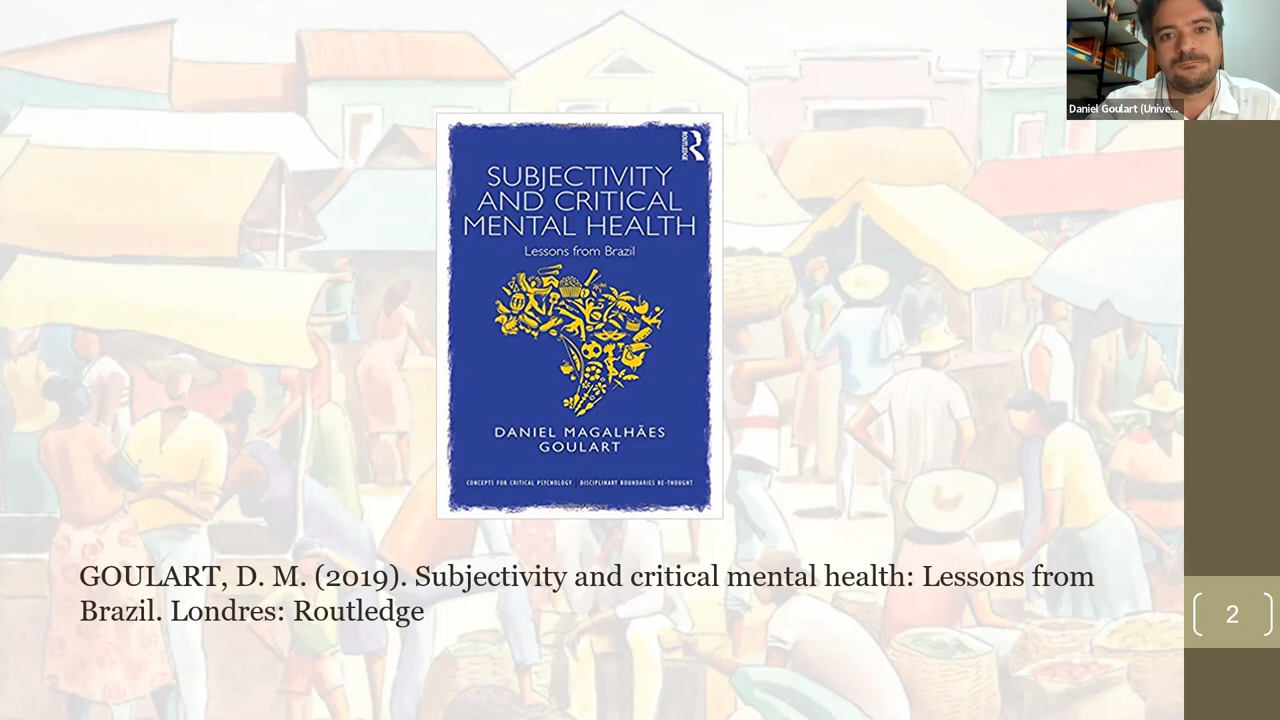 Daniel Goulart (Unive...
ROUTLEDGE
SUBJECTIVITY
AND CRITICAL
MENTAL HEALTH
Lessons from Brazil
DANIEL MAGALHÃES
GOULART
CONCEPTS FOR CRITICAL PSYCHOLOGY DISCIPLINARY BOUNDARIES RE-THOUGHT
GOULART, D. M. (2019). Subjectivity and critical mental health: Lessons from
Brazil. Londres: Routledge
2